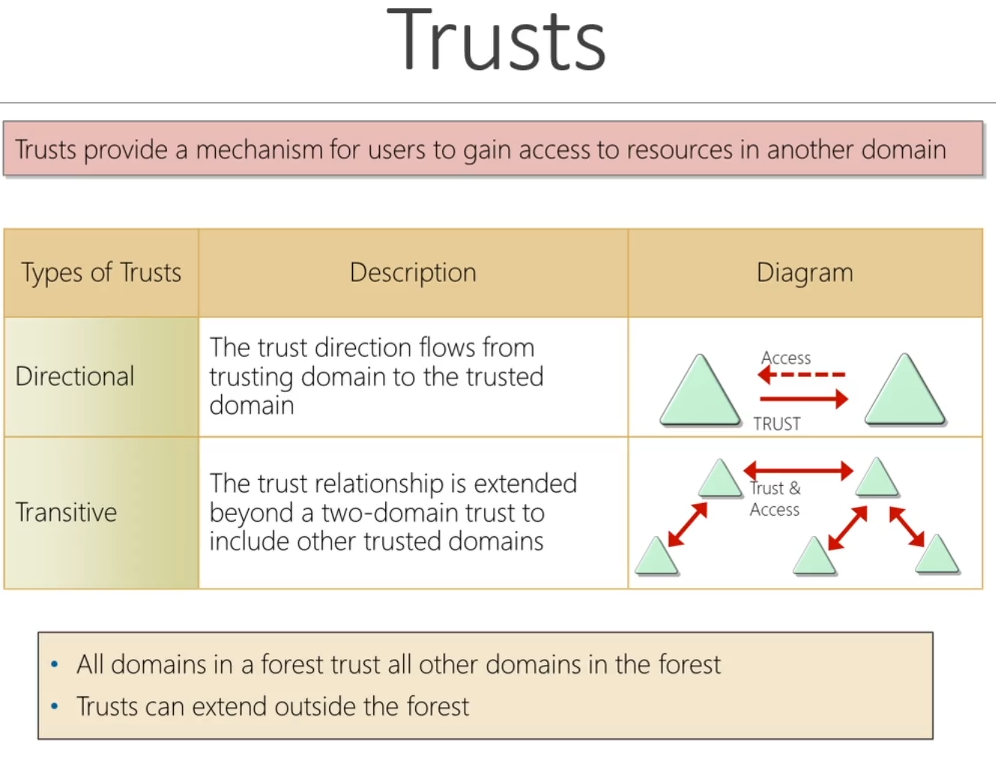 Trusts
Trusts provide a mechanism for users to gain access to resources in another domain
Types of Trusts
Description
Diagram
Directional
The trust direction flows from
trusting domain to the trusted
domain
Access
TRUST
Transitive
The trust relationship is extended
beyond a two-domain trust to
include other trusted domains
Trust &
Access
• All domains in a forest trust all other domains in the forest
• Trusts can extend outside the forest